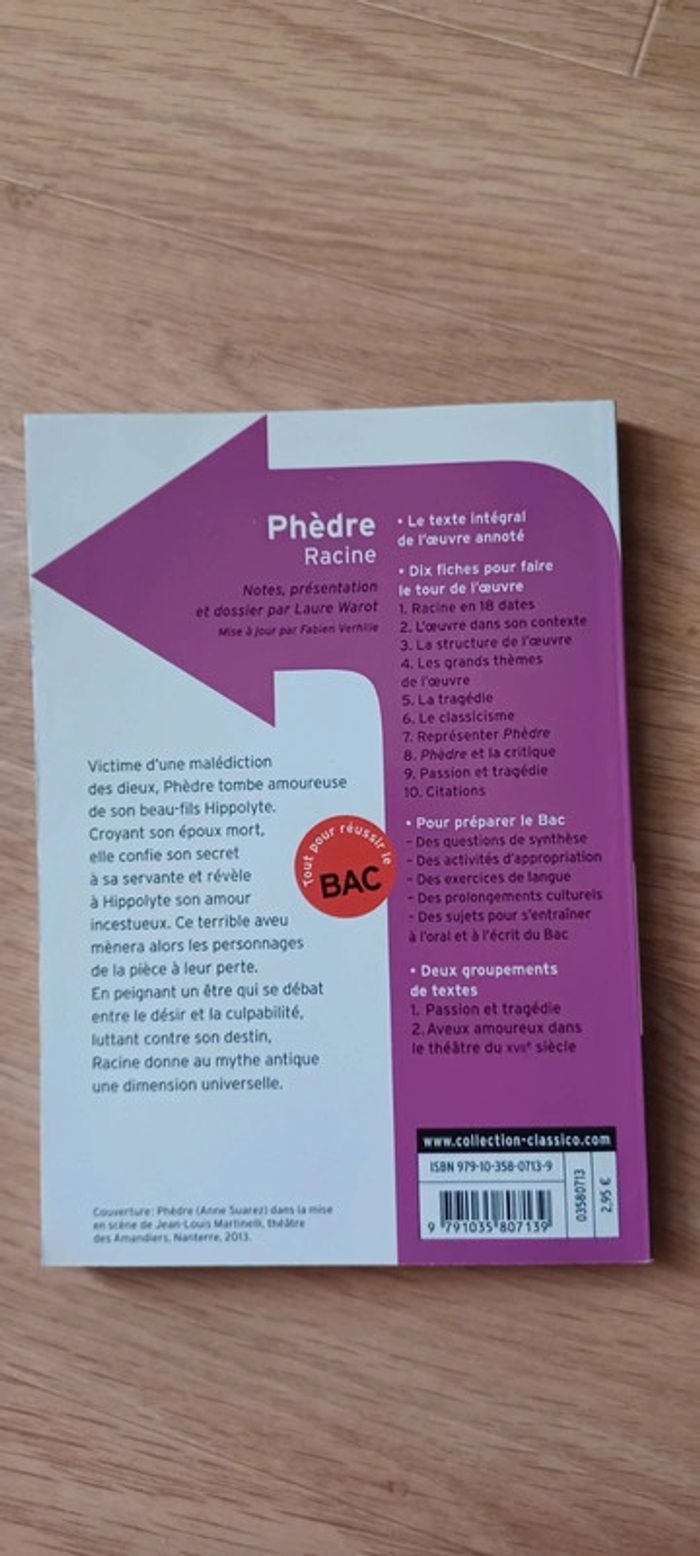 Phèdre
Racine
Notes, présentation
et dossier par Laure Warot
Mise à jour par Fabien Verhille
Victime d'une malédiction
des dieux, Phèdre tombe amoureuse
de son beau-fils Hippolyte.
Croyant son époux mort,
elle confie son secret
à sa servante et révèle
à Hippolyte son amour
incestueux. Ce terrible aveu
mènera alors les personnages
de la pièce à leur perte.
En peignant un être qui se débat
entre le désir et la culpabilité,
luttant contre son destin,
Racine donne au mythe antique
une dimension universelle.
Tout pour réussir le
BAC
Couverture : Phèdre (Anne Suarez) dans la mise
en scène de Jean-Louis Martinelli, théâtre
des Amandiers, Nanterre, 2013.
• Le texte intégral
de l'œuvre annoté
• Dix fiches pour faire
le tour de l'œuvre
1. Racine en 18 dates
2. L'œuvre dans son contexte
3. La structure de l'œuvre
4. Les grands thèmes
de l'œuvre
5. La tragédie
6. Le classicisme
7. Représenter Phèdre
8. Phèdre et la critique
9. Passion et tragédie
10. Citations
• Pour préparer le Bac
- Des questions de synthèse
- Des activités d'appropriation
- Des exercices de langue
- Des prolongements culturels
- Des sujets pour s'entraîner
à l'oral et à l'écrit du Bac
• Deux groupements
de textes
1. Passion et tragédie
2. Aveux amoureux dans
le théâtre du XVIIe siècle
www.collection-classico.com
ISBN 979-10-358-0713-9
9 791035 807139
03580713
2,95 €